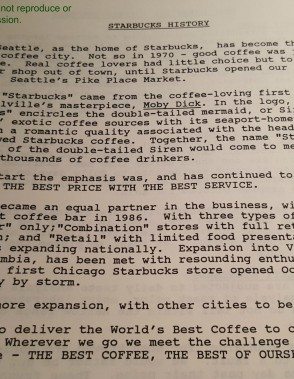 not reproduce or
ission.
STARBUCKS HISTORY
Seattle, as the home of Starbucks, has become th
coffee city. Not so in 1970 - good coffee was
e. Real coffee lovers had little choice but to
r shop out of town, until Starbucks opened our
Seattle's Pike Place Market.
"Starbucks" came from the coffee-loving first
lville's masterpiece, Moby Dick. In the logo,
s" encircles the double-tailed mermaid, or Si
exotic coffee sources with its seaport-home
h a romantic quality associated with the head
ved Starbucks coffee. Together, the name "St
of the double-tailed Siren would come to me
thousands of coffee drinkers.
tart the emphasis was, and has continued to
THE BEST PRICE WITH THE BEST SERVICE.
ecame an equal partner in the business, wi
t coffee bar in 1986. With three types of
r" only;"Combination" stores with full ret
n; and "Retail" with limited food present
s expanding nationally. Expansion into V
mbia, has been met with resounding enthu
first Chicago Starbucks store opened Oc
y by storm.
more expansion, with other cities to be
o deliver the World's Best Coffee to c
Wherever we go we meet the challenge
e - THE BEST COFFEE, THE BEST OF OURSE